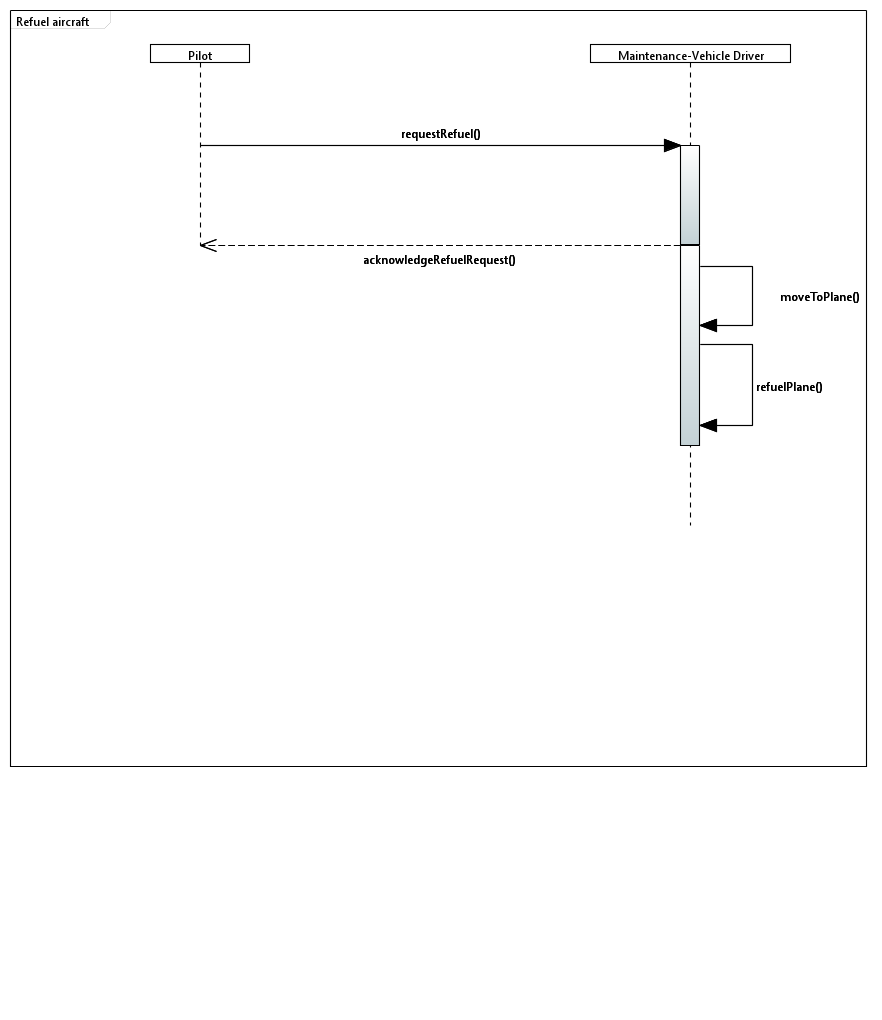 Refuel aircraft
Pilot
Maintenance-Vehicle Driver
requestRefuel()
acknowledgeRefuelRequest()
moveToPlane()
refuelPlane()